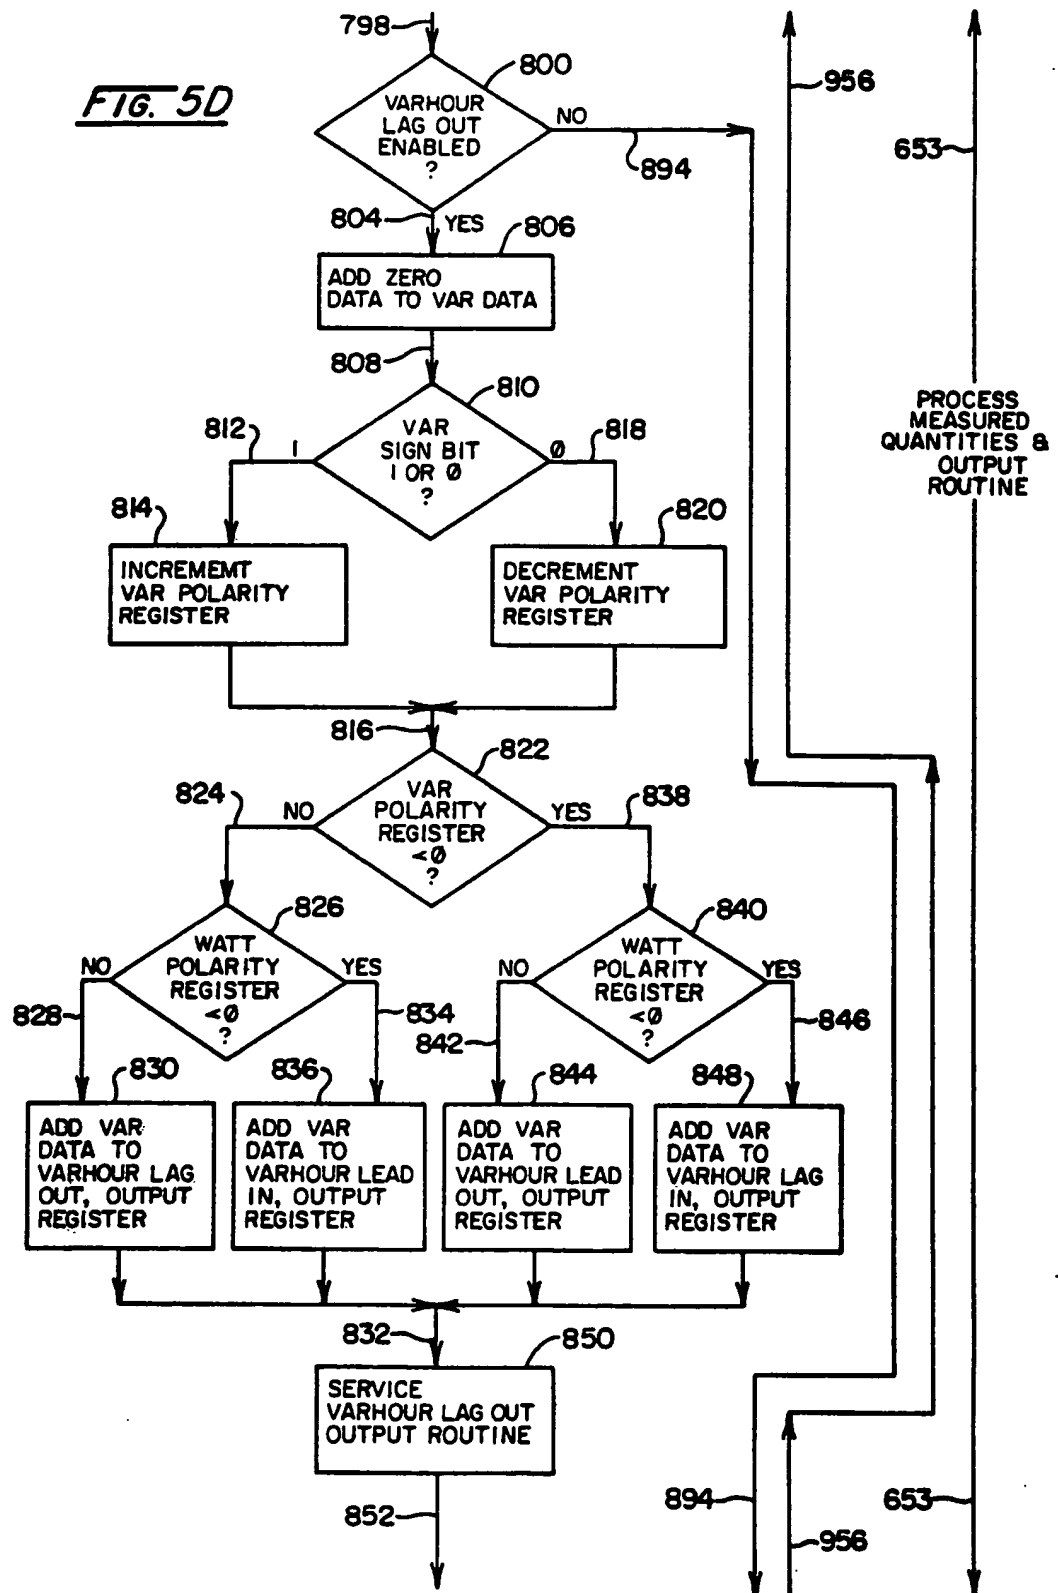 FIG. 5D
798
800
VARHOUR
LAG OUT
ENABLED
?
NO
894
956
653
804
YES
806
ADD ZERO
DATA TO VAR DATA
808
810
VAR
SIGN BIT
1 OR 0
?
812
1
0
818
PROCESS
MEASURED
QUANTITIES &
OUTPUT
ROUTINE
814
INCREMEMT
VAR POLARITY
REGISTER
820
DECREMENT
VAR POLARITY
REGISTER
816
822
VAR
POLARITY
REGISTER
<0
?
824
NO
YES
838
826
WATT
POLARITY
REGISTER
<0
?
NO
828
YES
834
840
WATT
POLARITY
REGISTER
<0
?
NO
842
YES
846
830
ADD VAR
DATA TO
VARHOUR LAG
OUT, OUTPUT
REGISTER
836
ADD VAR
DATA TO
VARHOUR LEAD
IN, OUTPUT
REGISTER
844
ADD VAR
DATA TO
VARHOUR LEAD
OUT, OUTPUT
REGISTER
848
ADD VAR
DATA TO
VARHOUR LAG
IN, OUTPUT
REGISTER
832
850
SERVICE
VARHOUR LAG OUT
OUTPUT ROUTINE
852
894
956
653